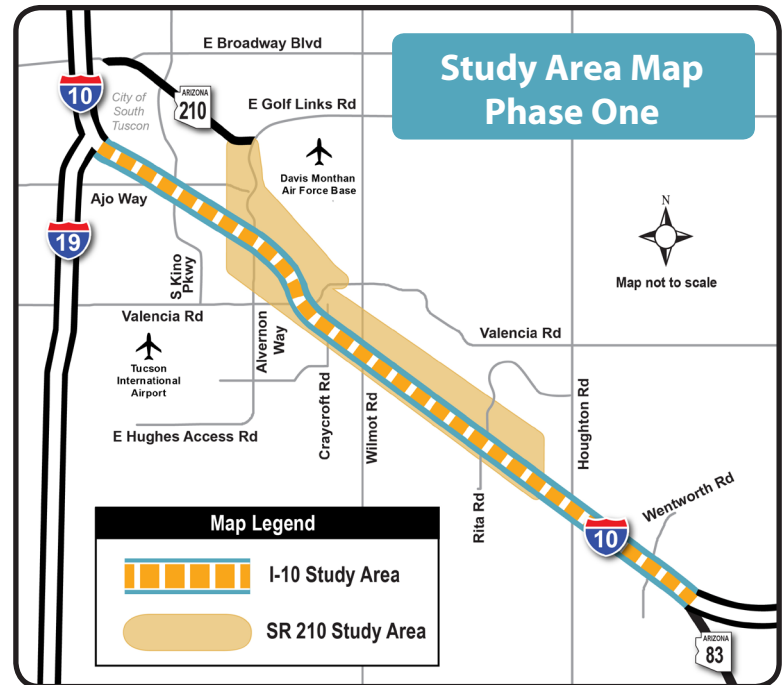 Study Area Map
Phase One
E Broadway Blvd
10
City of
South
Tuscon
ARIZONA
210
E Golf Links Rd
Davis Monthan
Air Force Base
Ajo Way
19
N
Map not to scale
S Kino
Pkwy
Valencia Rd
Valencia Rd
Tucson
International
Airport
Alvernon
Way
Craycroft Rd
Wilmot Rd
Houghton Rd
E Hughes Access Rd
Rita Rd
Wentworth Rd
10
Map Legend
I-10 Study Area
SR 210 Study Area
ARIZONA
83